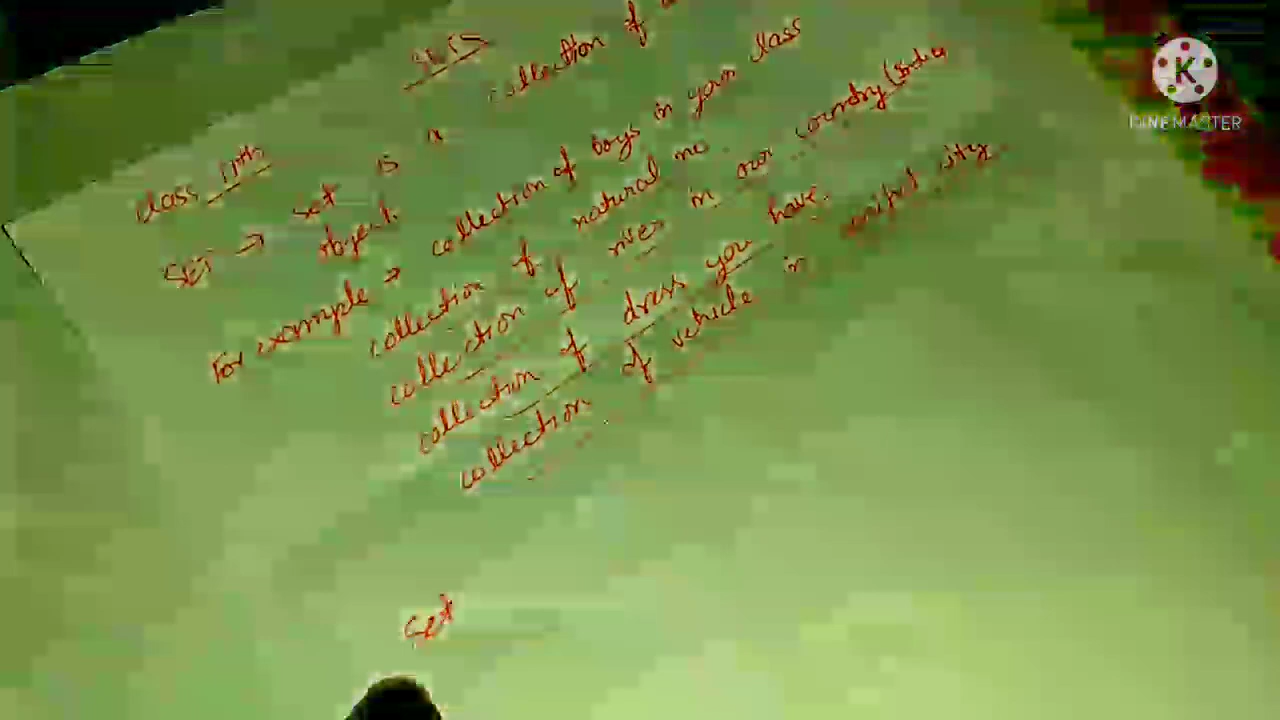 SETS
class 11th
SET → Set is a collection of
object.
For example → collection of boys in your class
collection of natural no.
collection of rivers in our country (India
collection of dress you have.
collection of vehicle in city.
Set
KINEMASTER